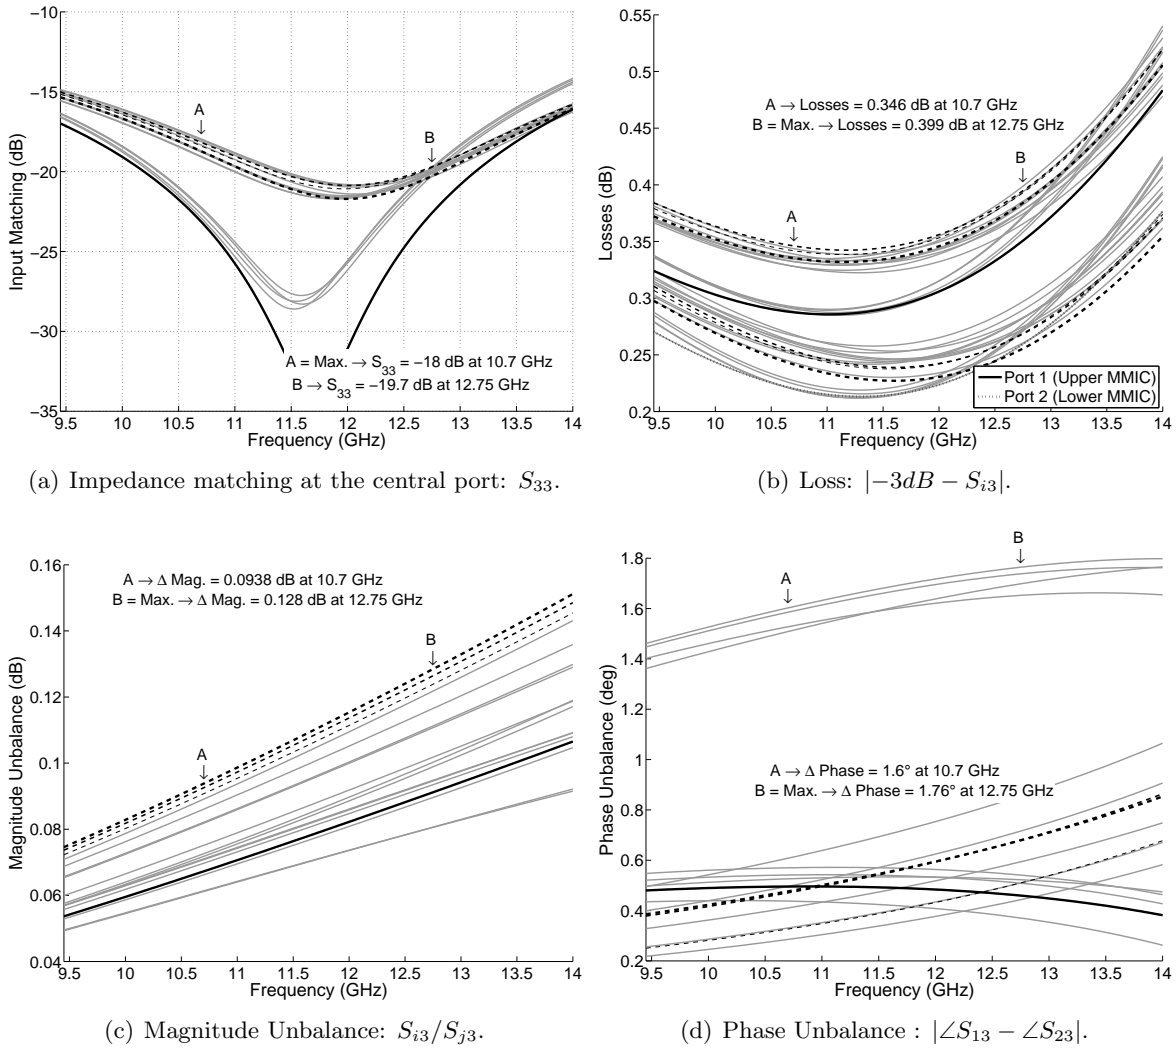 −10
−15
−20
−25
−30
−35
Input Matching (dB)
A
B
A = Max. → S33 = −18 dB at 10.7 GHz
B → S33 = −19.7 dB at 12.75 GHz
9.5 10 10.5 11 11.5 12 12.5 13 13.5 14
Frequency (GHz)
(a) Impedance matching at the central port: S33.
0.55
0.5
0.45
0.4
0.35
0.3
0.25
0.2
Losses (dB)
A → Losses = 0.346 dB at 10.7 GHz
B = Max. → Losses = 0.399 dB at 12.75 GHz
B
A
Port 1 (Upper MMIC)
Port 2 (Lower MMIC)
9.5 10 10.5 11 11.5 12 12.5 13 13.5 14
Frequency (GHz)
(b) Loss: |−3dB − Si3|.
0.16
0.14
0.12
0.1
0.08
0.06
0.04
Magnitude Unbalance (dB)
A → Δ Mag. = 0.0938 dB at 10.7 GHz
B = Max. → Δ Mag. = 0.128 dB at 12.75 GHz
B
A
9.5 10 10.5 11 11.5 12 12.5 13 13.5 14
Frequency (GHz)
(c) Magnitude Unbalance: Si3/Sj3.
1.8
1.6
1.4
1.2
1
0.8
0.6
0.4
0.2
Phase Unbalance (deg)
B
A
A → Δ Phase = 1.6° at 10.7 GHz
B = Max. → Δ Phase = 1.76° at 12.75 GHz
9.5 10 10.5 11 11.5 12 12.5 13 13.5 14
Frequency (GHz)
(d) Phase Unbalance : |∠S13 − ∠S23|.